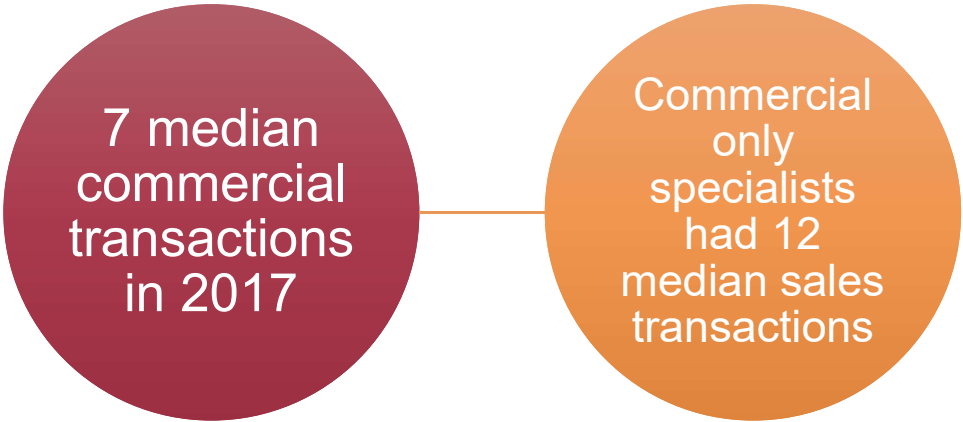 7 median
commercial
transactions
in 2017
Commercial
only
specialists
had 12
median sales
transactions